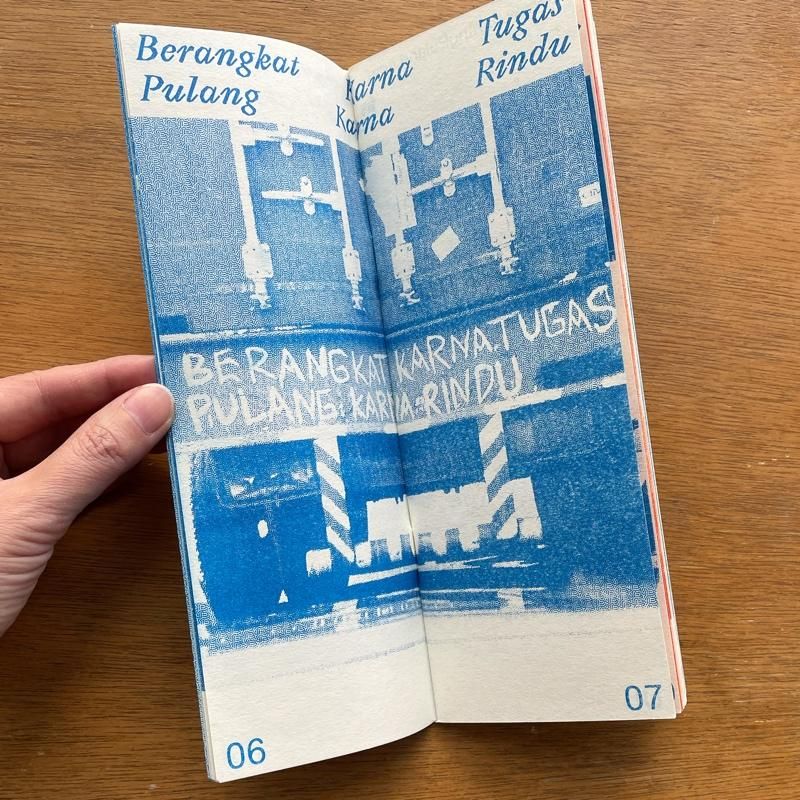 Berangkat Karna Tugas
Pulang Karna Rindu
BERANGKAT KARNA.TUGAS
PULANG: KARNA-RINDU
06
07